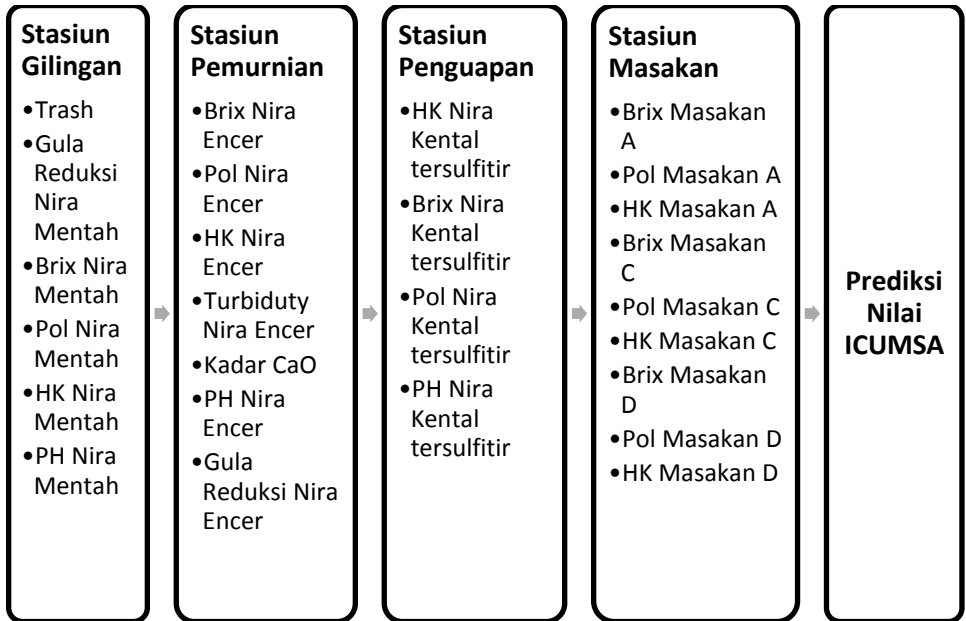 Stasiun
Gilingan
•Trash
•Gula
Reduksi
Nira
Mentah
•Brix Nira
Mentah
•Pol Nira
Mentah
•HK Nira
Mentah
•PH Nira
Mentah
Stasiun
Pemurnian
•Brix Nira
Encer
•Pol Nira
Encer
•HK Nira
Encer
•Turbiduty
Nira Encer
•Kadar CaO
•PH Nira
Encer
•Gula
Reduksi Nira
Encer
Stasiun
Penguapan
•HK Nira
Kental
tersulfitir
•Brix Nira
Kental
tersulfitir
•Pol Nira
Kental
tersulfitir
•PH Nira
Kental
tersulfitir
Stasiun
Masakan
•Brix Masakan
A
•Pol Masakan A
•HK Masakan A
•Brix Masakan
C
•Pol Masakan C
•HK Masakan C
•Brix Masakan
D
•Pol Masakan D
•HK Masakan D
Prediksi
Nilai
ICUMSA